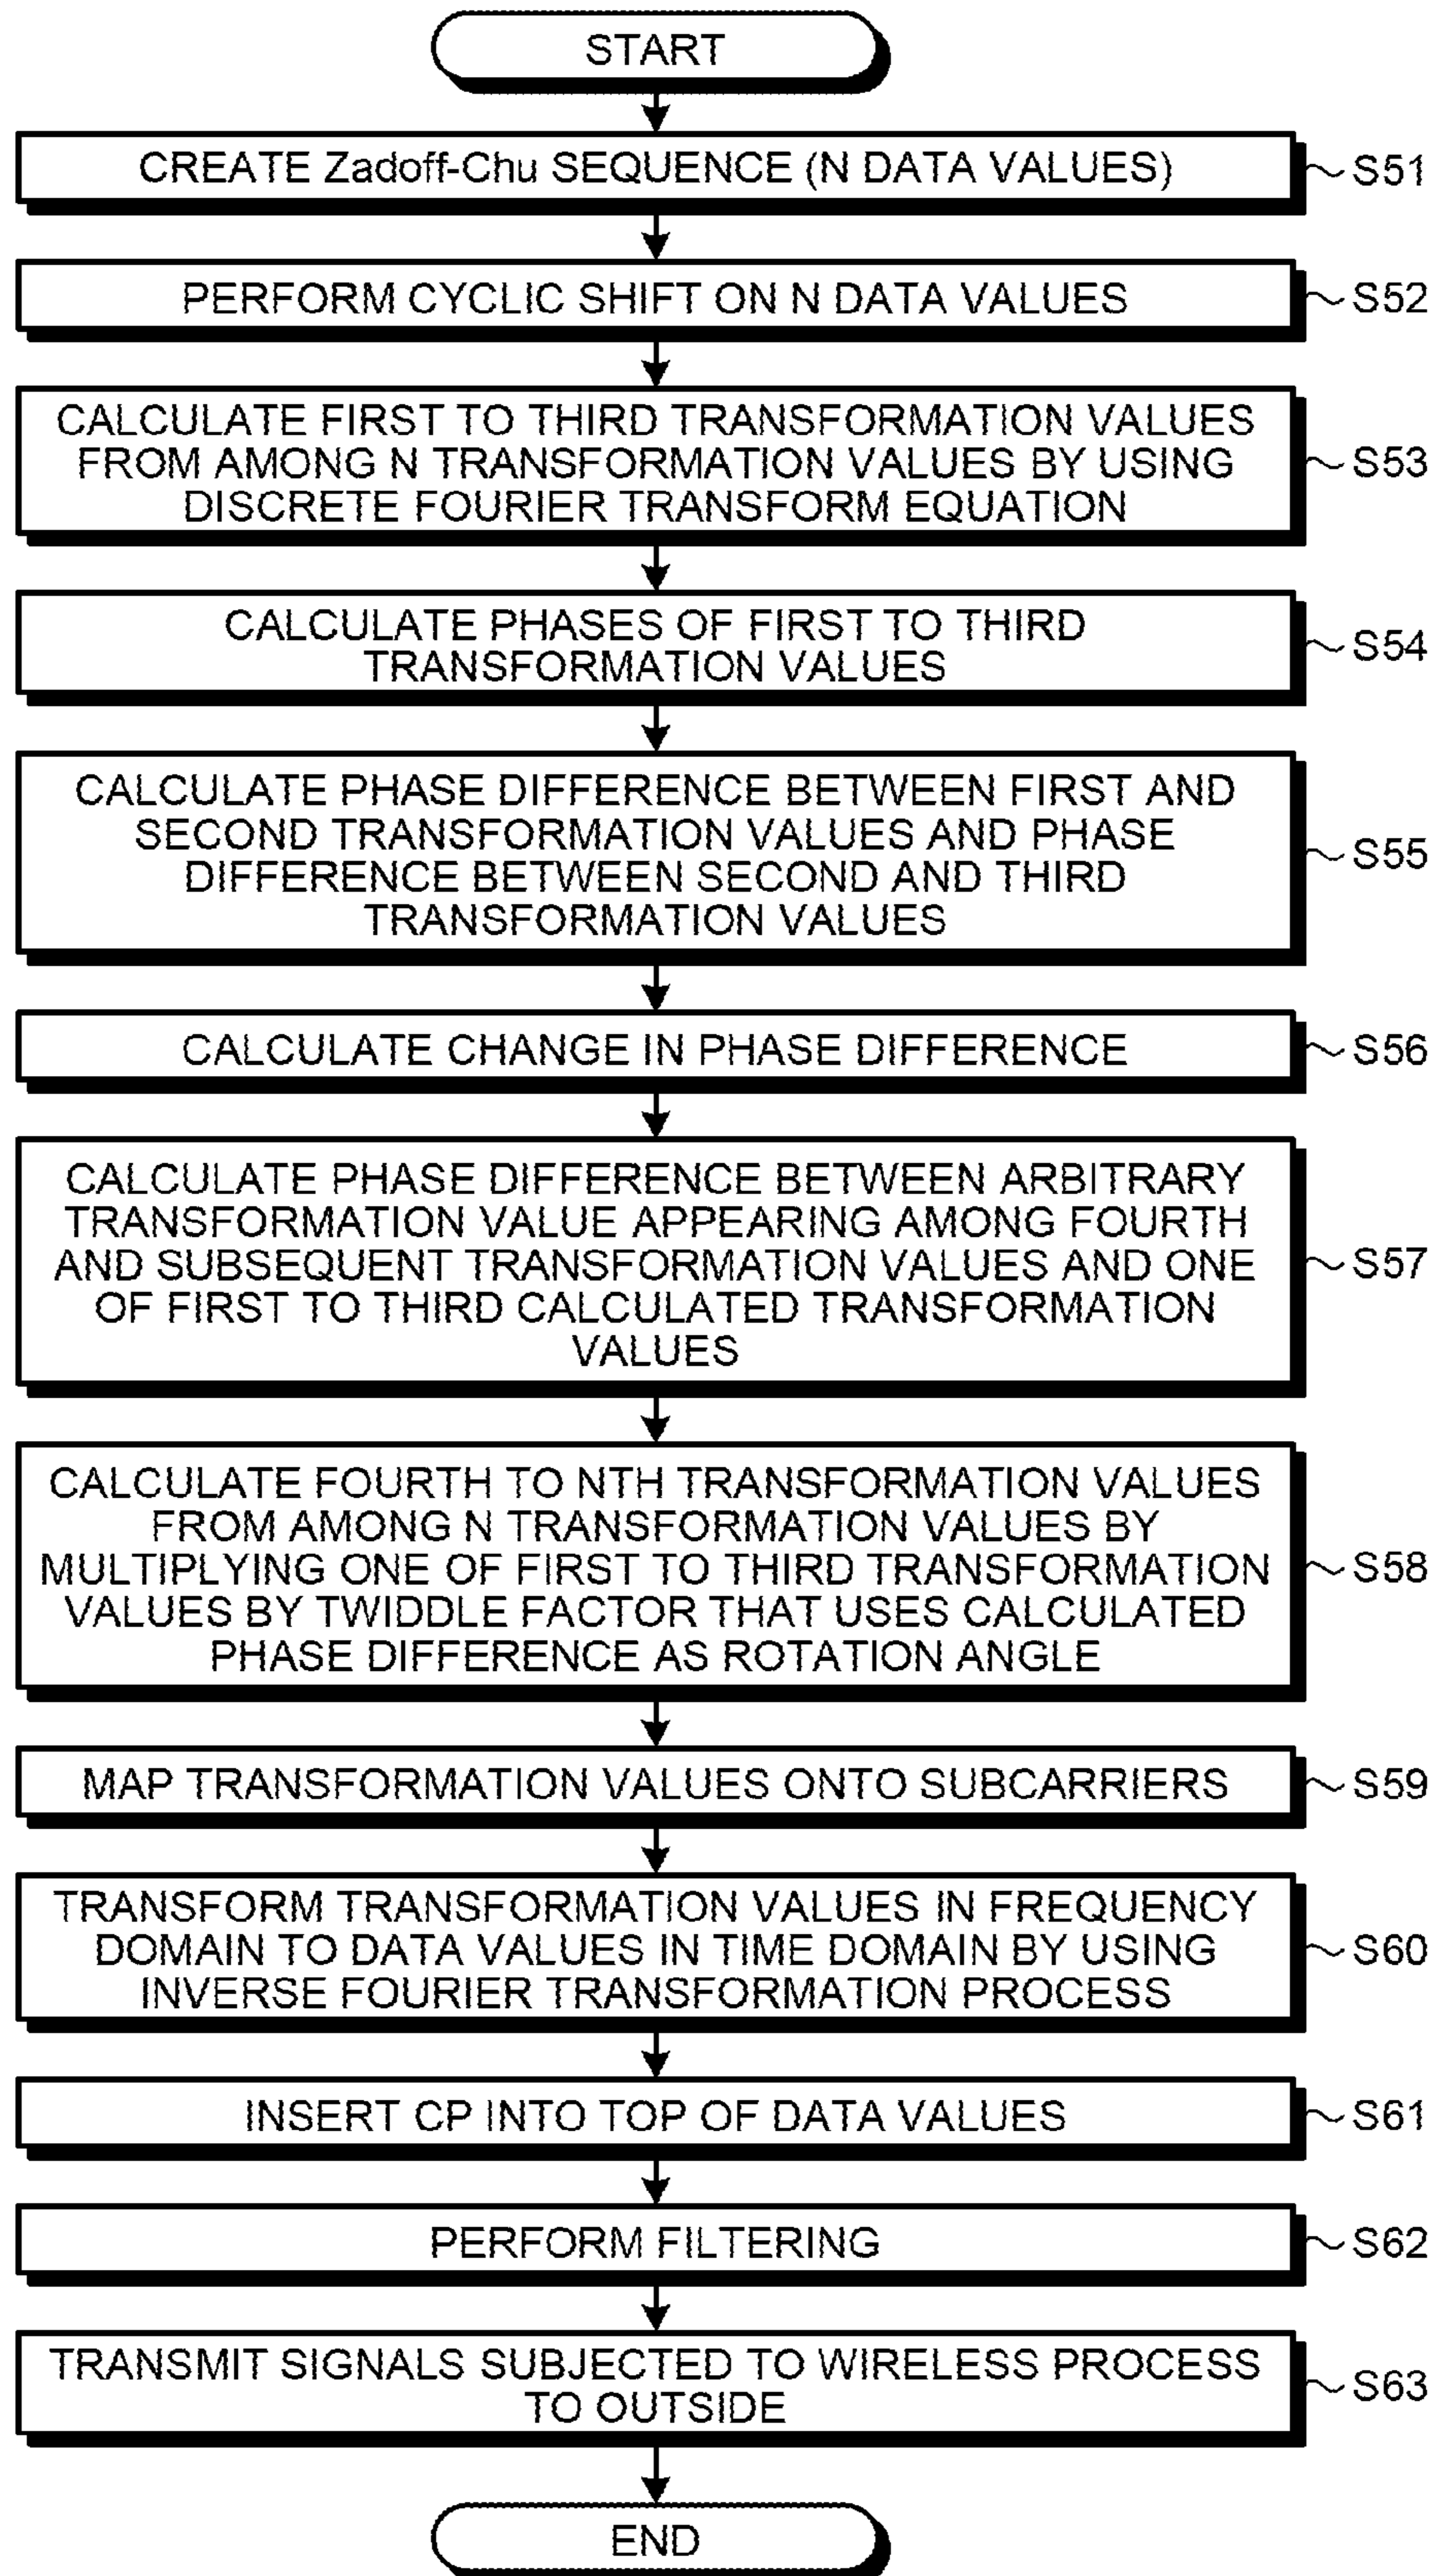 START
CREATE Zadoff-Chu SEQUENCE (N DATA VALUES)
S51
PERFORM CYCLIC SHIFT ON N DATA VALUES
S52
CALCULATE FIRST TO THIRD TRANSFORMATION VALUES
FROM AMONG N TRANSFORMATION VALUES BY USING
DISCRETE FOURIER TRANSFORM EQUATION
S53
CALCULATE PHASES OF FIRST TO THIRD
TRANSFORMATION VALUES
S54
CALCULATE PHASE DIFFERENCE BETWEEN FIRST AND
SECOND TRANSFORMATION VALUES AND PHASE
DIFFERENCE BETWEEN SECOND AND THIRD
TRANSFORMATION VALUES
S55
CALCULATE CHANGE IN PHASE DIFFERENCE
S56
CALCULATE PHASE DIFFERENCE BETWEEN ARBITRARY
TRANSFORMATION VALUE APPEARING AMONG FOURTH
AND SUBSEQUENT TRANSFORMATION VALUES AND ONE
OF FIRST TO THIRD CALCULATED TRANSFORMATION
VALUES
S57
CALCULATE FOURTH TO NTH TRANSFORMATION VALUES
FROM AMONG N TRANSFORMATION VALUES BY
MULTIPLYING ONE OF FIRST TO THIRD TRANSFORMATION
VALUES BY TWIDDLE FACTOR THAT USES CALCULATED
PHASE DIFFERENCE AS ROTATION ANGLE
S58
MAP TRANSFORMATION VALUES ONTO SUBCARRIERS
S59
TRANSFORM TRANSFORMATION VALUES IN FREQUENCY
DOMAIN TO DATA VALUES IN TIME DOMAIN BY USING
INVERSE FOURIER TRANSFORMATION PROCESS
S60
INSERT CP INTO TOP OF DATA VALUES
S61
PERFORM FILTERING
S62
TRANSMIT SIGNALS SUBJECTED TO WIRELESS PROCESS
TO OUTSIDE
S63
END